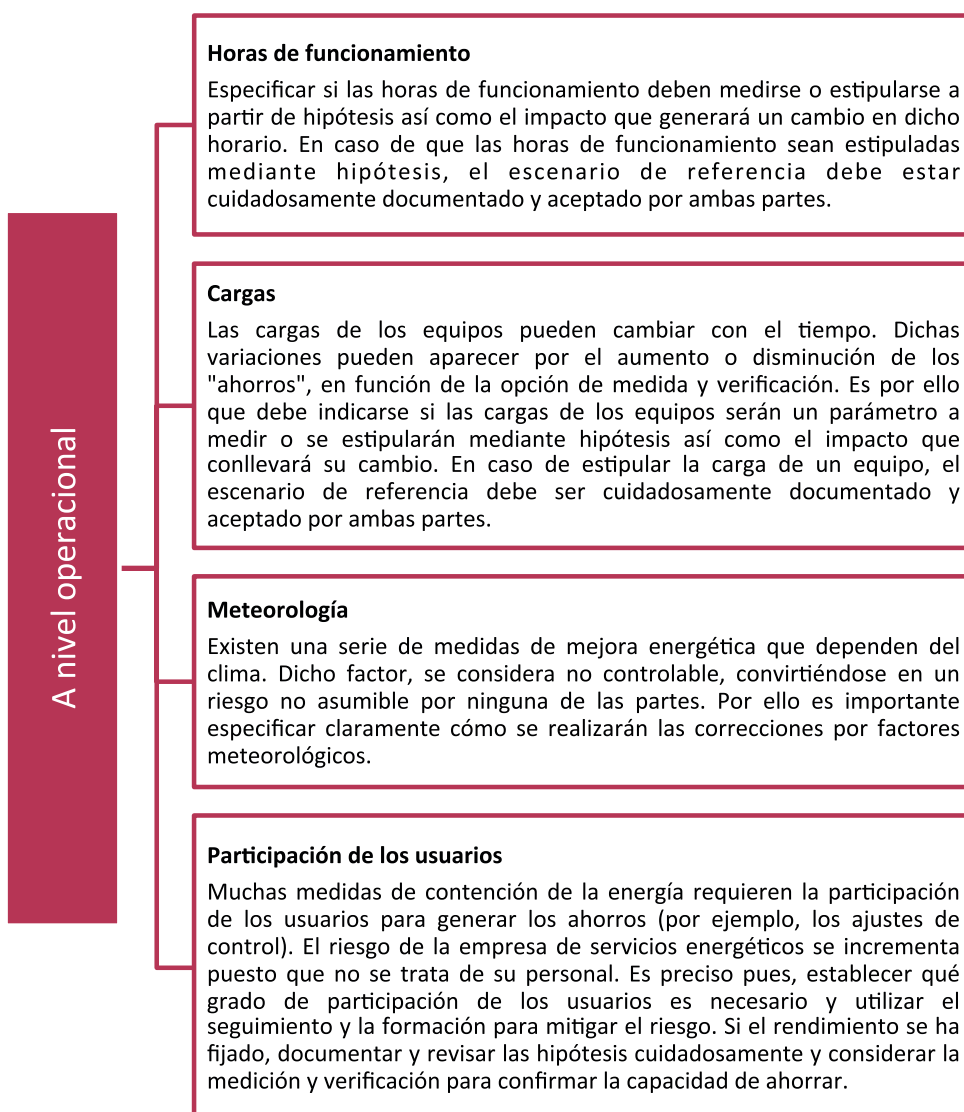 A nivel operacional
Horas de funcionamiento
Especificar si las horas de funcionamiento deben medirse o estipularse a
partir de hipótesis así como el impacto que generará un cambio en dicho
horario. En caso de que las horas de funcionamiento sean estipuladas
mediante hipótesis, el escenario de referencia debe estar
cuidadosamente documentado y aceptado por ambas partes.
Cargas
Las cargas de los equipos pueden cambiar con el tiempo. Dichas
variaciones pueden aparecer por el aumento o disminución de los
"ahorros", en función de la opción de medida y verificación. Es por ello
que debe indicarse si las cargas de los equipos serán un parámetro a
medir o se estipularán mediante hipótesis así como el impacto que
conllevará su cambio. En caso de estipular la carga de un equipo, el
escenario de referencia debe ser cuidadosamente documentado y
aceptado por ambas partes.
Meteorología
Existen una serie de medidas de mejora energética que dependen del
clima. Dicho factor, se considera no controlable, convirtiéndose en un
riesgo no asumible por ninguna de las partes. Por ello es importante
especificar claramente cómo se realizarán las correcciones por factores
meteorológicos.
Participación de los usuarios
Muchas medidas de contención de la energía requieren la participación
de los usuarios para generar los ahorros (por ejemplo, los ajustes de
control). El riesgo de la empresa de servicios energéticos se incrementa
puesto que no se trata de su personal. Es preciso pues, establecer qué
grado de participación de los usuarios es necesario y utilizar el
seguimiento y la formación para mitigar el riesgo. Si el rendimiento se ha
fijado, documentar y revisar las hipótesis cuidadosamente y considerar la
medición y verificación para confirmar la capacidad de ahorrar.